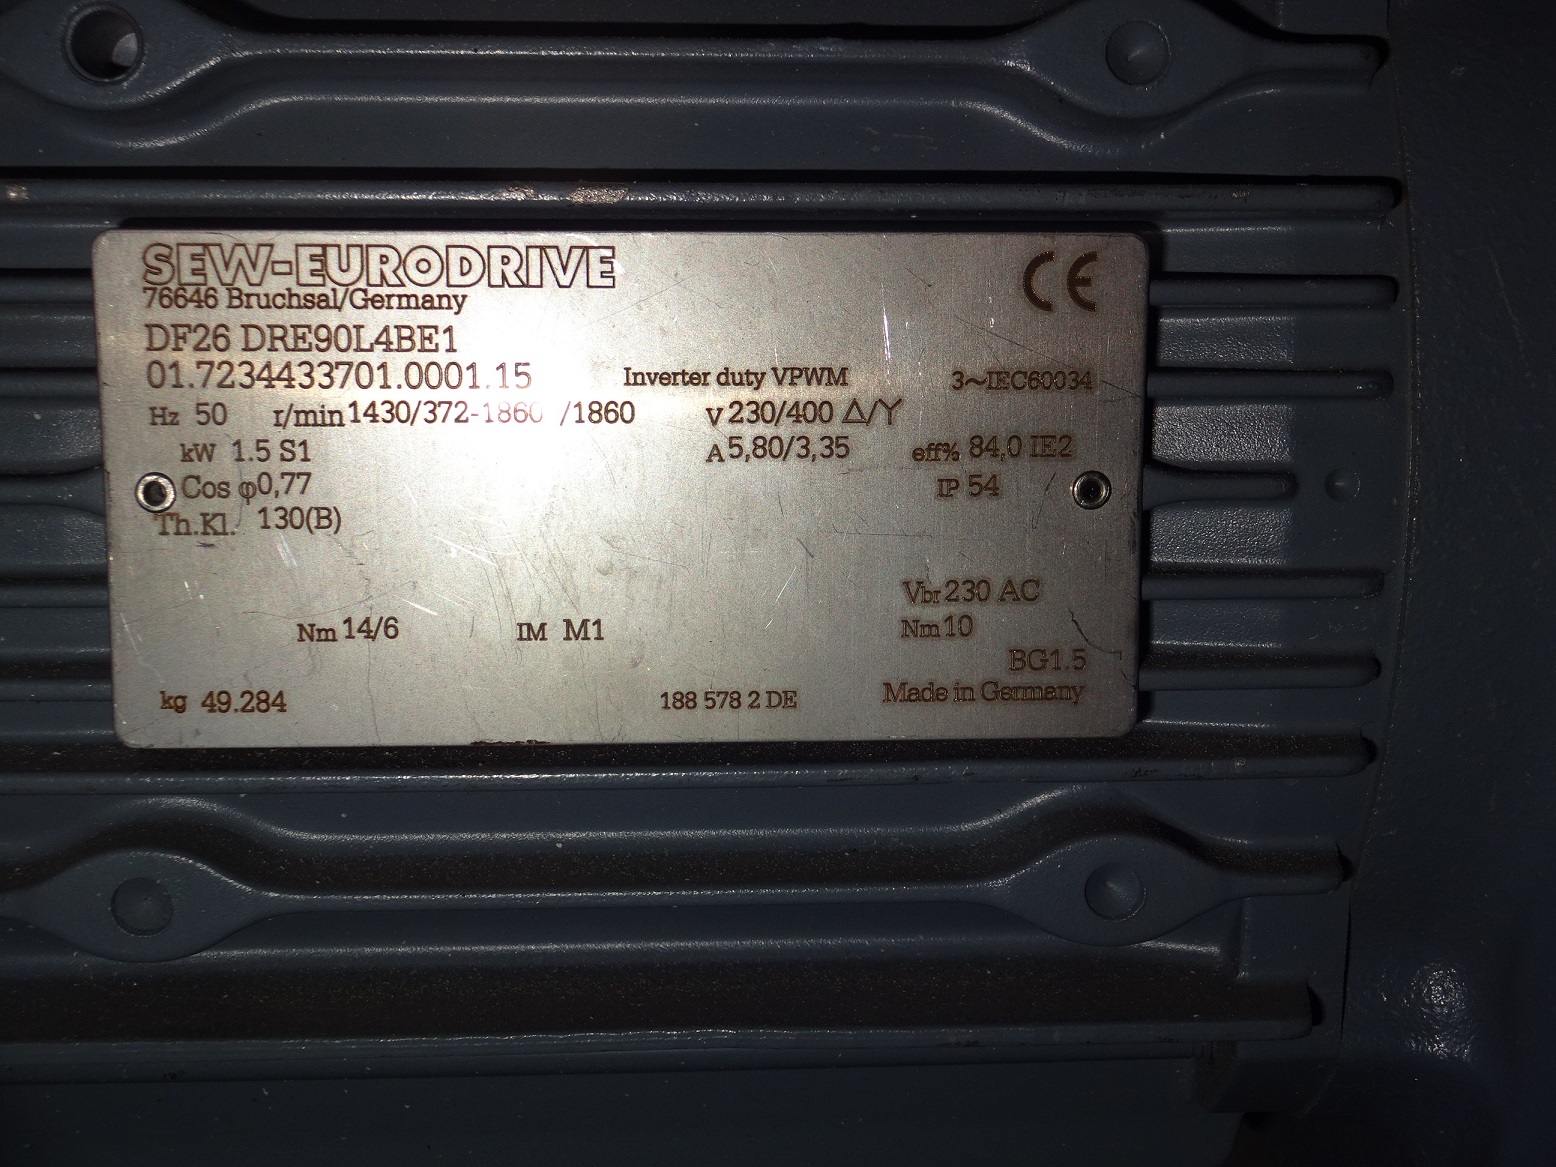 SEW-EURODRIVE CE
76646 Bruchsal/Germany
DF26 DRE90L4BE1
01.7234433701.0001.15 Inverter duty VPWM 3~IEC60034
Hz 50 r/min 1430/372-1860 /1860 V 230/400 △/Y
kW 1.5 S1 A 5,80/3,35 eff% 84,0 IE2
Cos φ 0,77 IP 54
Th.Kl. 130(B)
Vbr 230 AC
Nm 14/6 IM M1 Nm 10
BG1.5
kg 49.284 188 578 2 DE Made in Germany